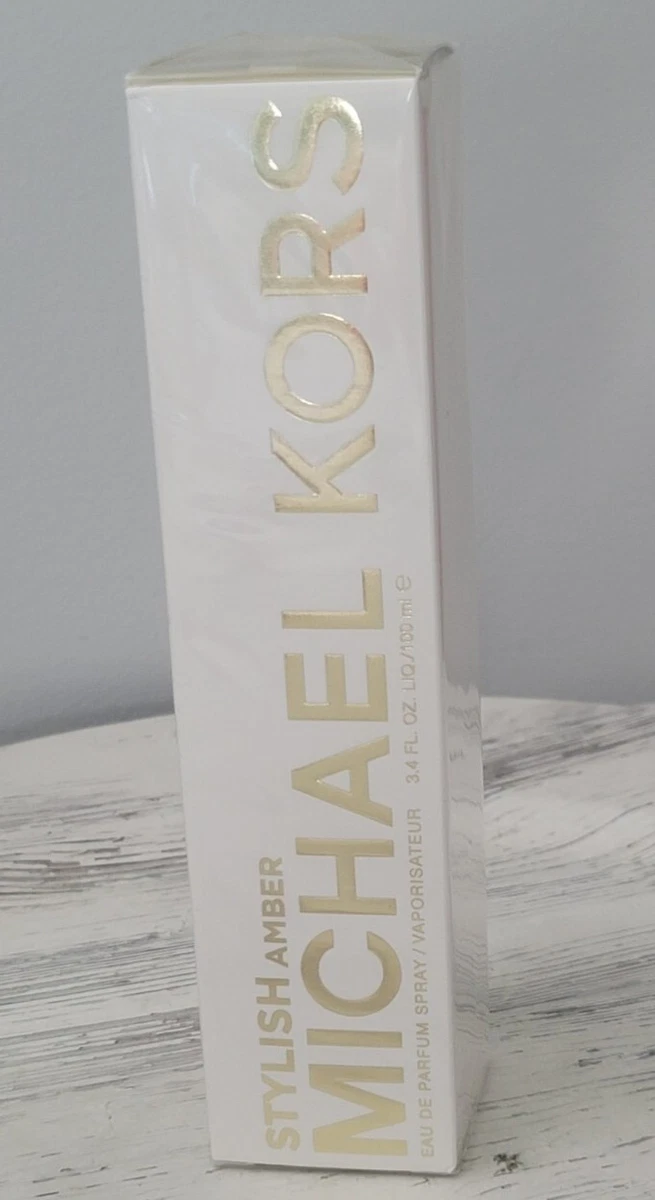 STYLISH AMBER
MICHAEL KORS
EAU DE PARFUM SPRAY / VAPORISATEUR 3.4 FL. OZ. LIQ./100 ml ℮